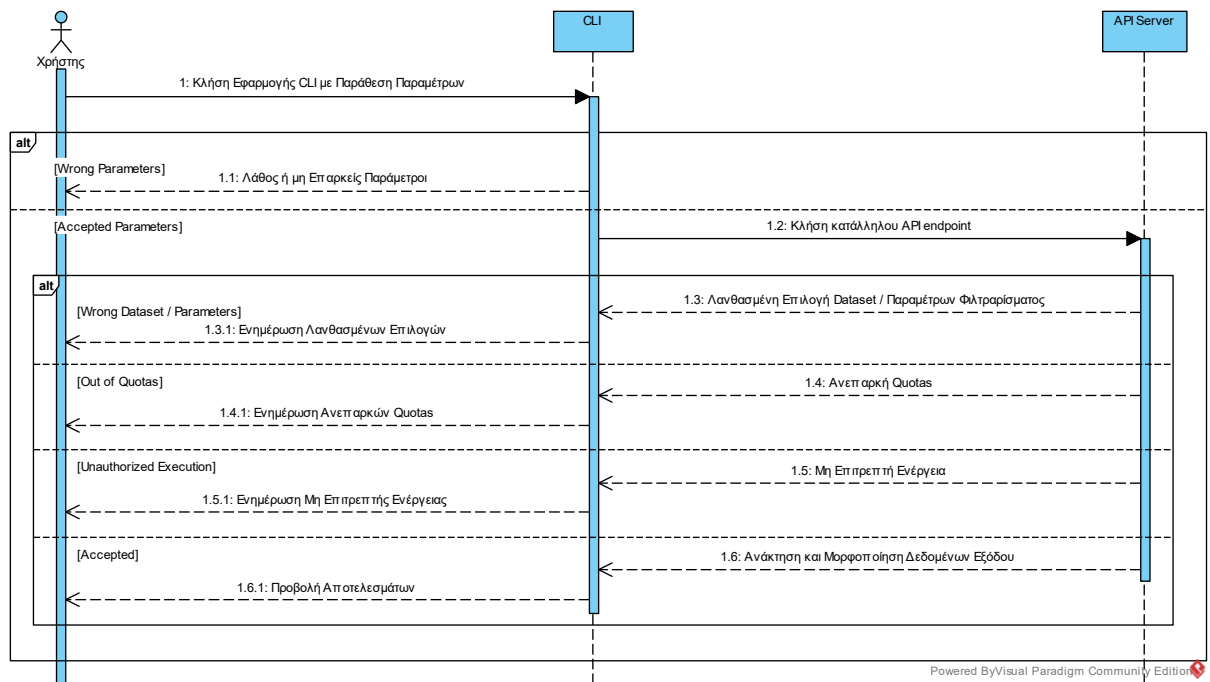 CLI
API Server
Χρήστης
1: Κλήση Εφαρμογής CLI με Παράθεση Παραμέτρων
alt
[Wrong Parameters]
1.1: Λάθος ή μη Επαρκείς Παράμετροι
[Accepted Parameters]
1.2: Κλήση κατάλληλου API endpoint
alt
1.3: Λανθασμένη Επιλογή Dataset / Παραμέτρων Φιλτραρίσματος
[Wrong Dataset / Parameters]
1.3.1: Ενημέρωση Λανθασμένων Επιλογών
[Out of Quotas]
1.4: Ανεπαρκή Quotas
1.4.1: Ενημέρωση Ανεπαρκών Quotas
[Unauthorized Execution]
1.5: Μη Επιτρεπτή Ενέργεια
1.5.1: Ενημέρωση Μη Επιτρεπτής Ενέργειας
[Accepted]
1.6: Ανάκτηση και Μορφοποίηση Δεδομένων Εξόδου
1.6.1: Προβολή Αποτελεσμάτων
Powered By Visual Paradigm Community Edition